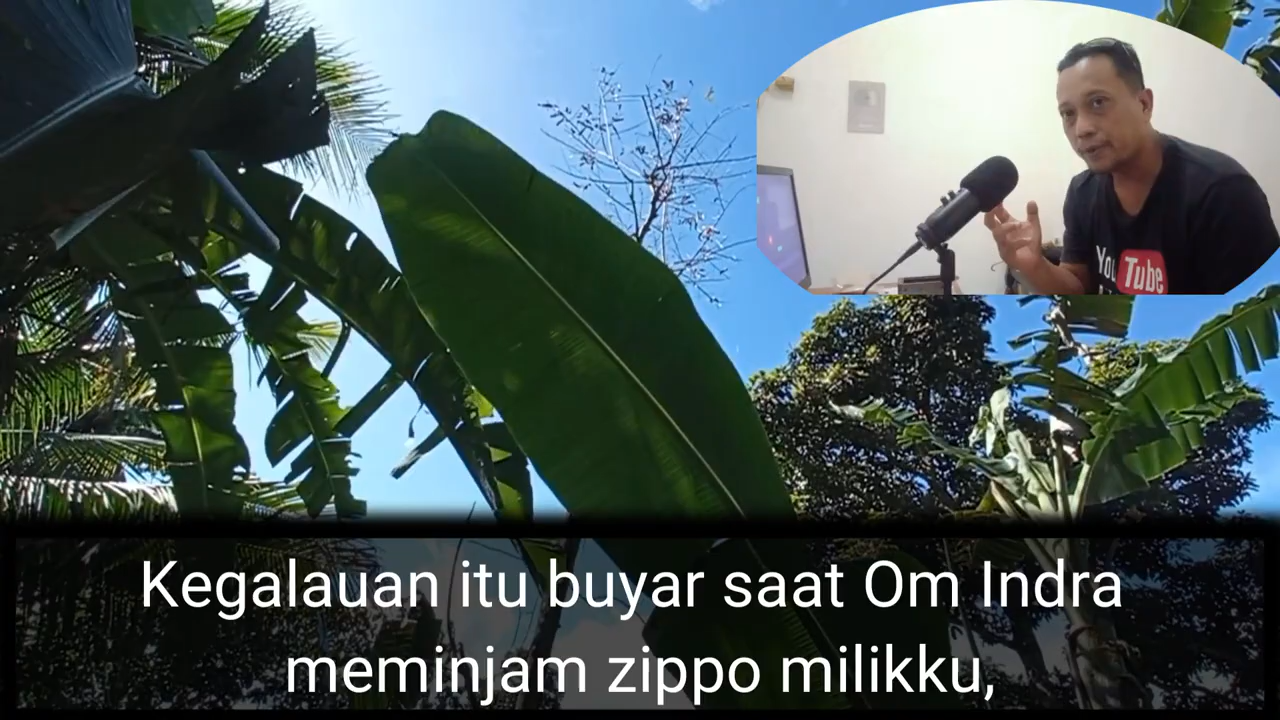 You
Tube
Kegalauan itu buyar saat Om Indra
meminjam zippo milikku,